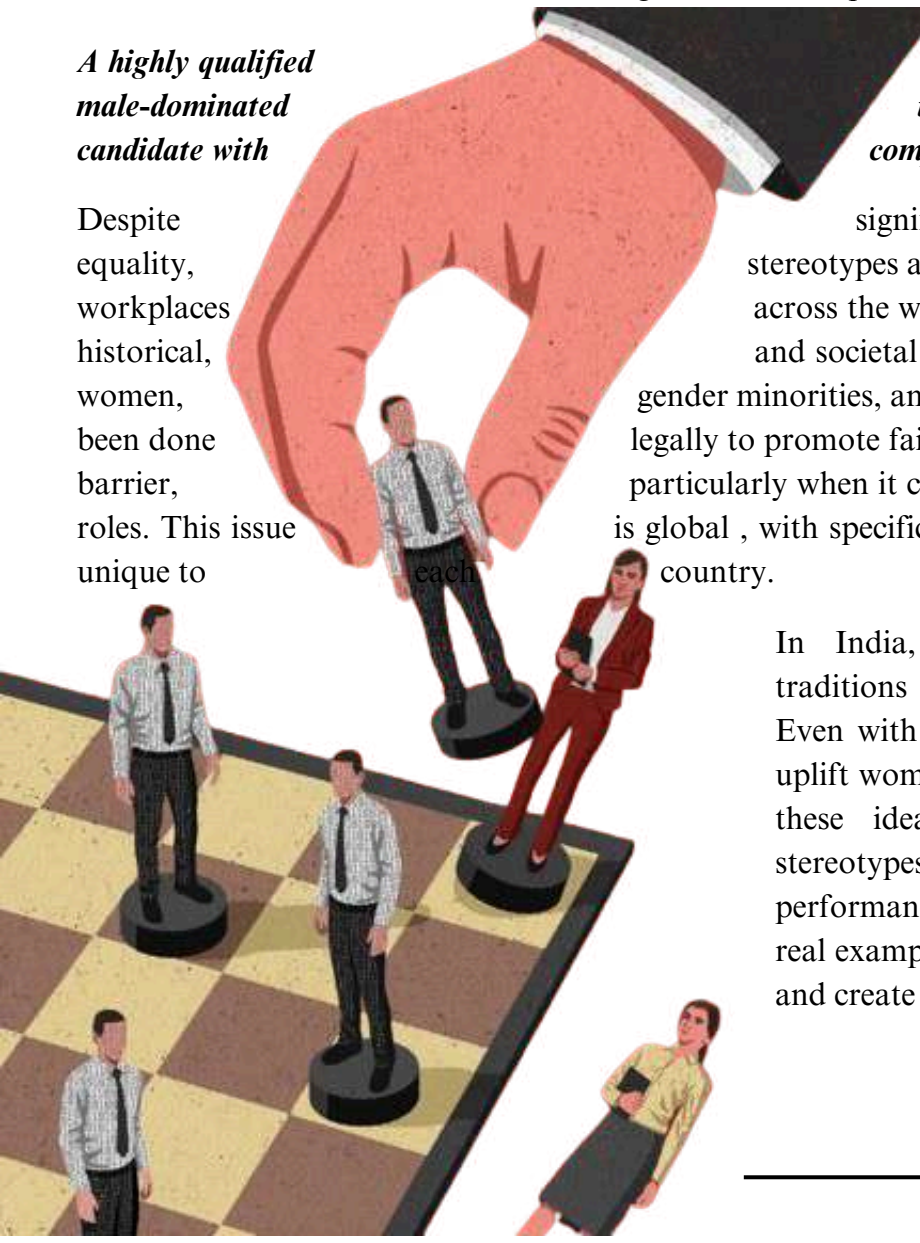 A highly qualified
male-dominated
candidate with com
Despite signi
equality, stereotypes a
workplaces across the w
historical, and societal
women, gender minorities, an
been done legally to promote fai
barrier, particularly when it c
roles. This issue is global , with specific
unique to each country.
In India,
traditions
Even with
uplift wom
these idea
stereotypes
performan
real examp
and create